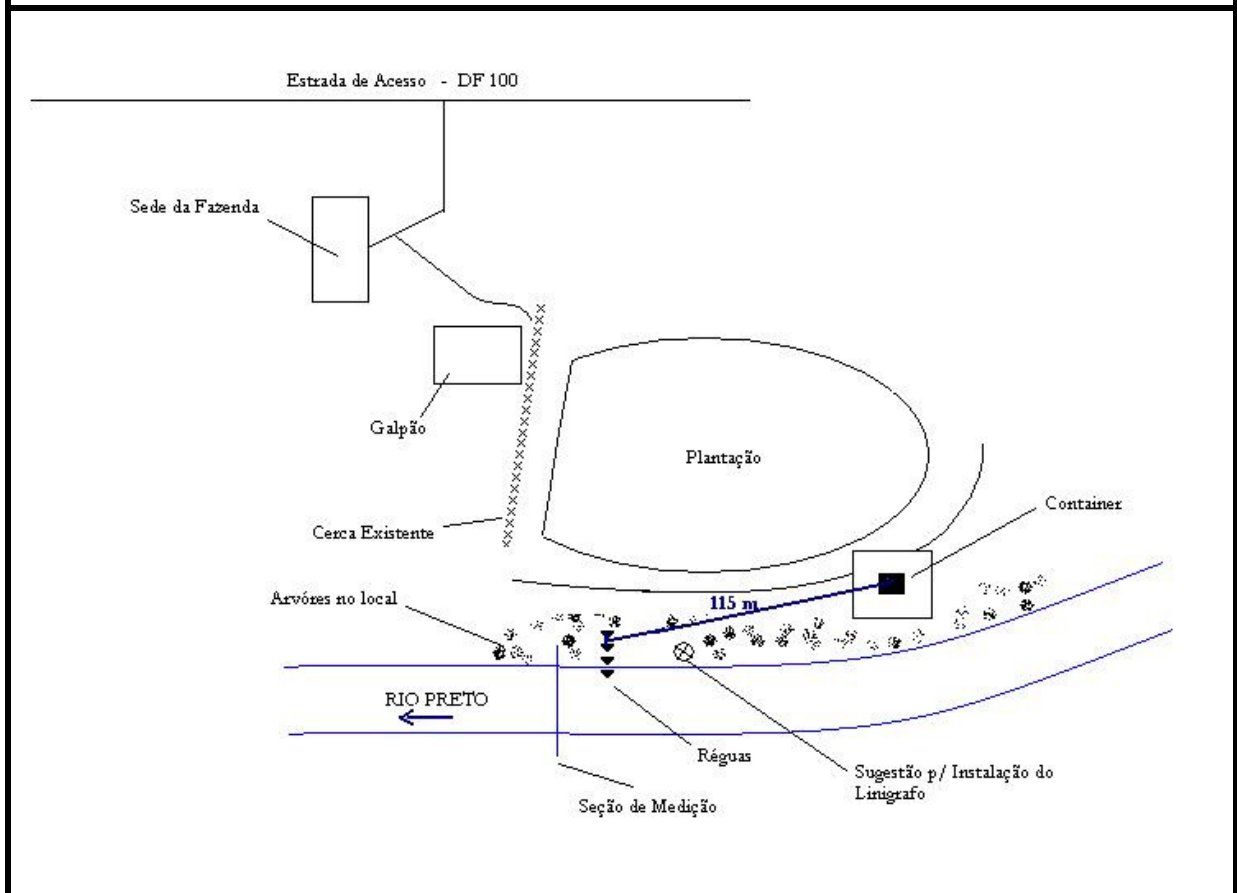 Estrada de Acesso - DF 100
Sede da Fazenda
Galpão
Plantação
Container
Cerca Existente
Arvóres no local
115 m
RIO PRETO
Réguas
Sugestão p/ Instalação do
Linigrafo
Seção de Medição